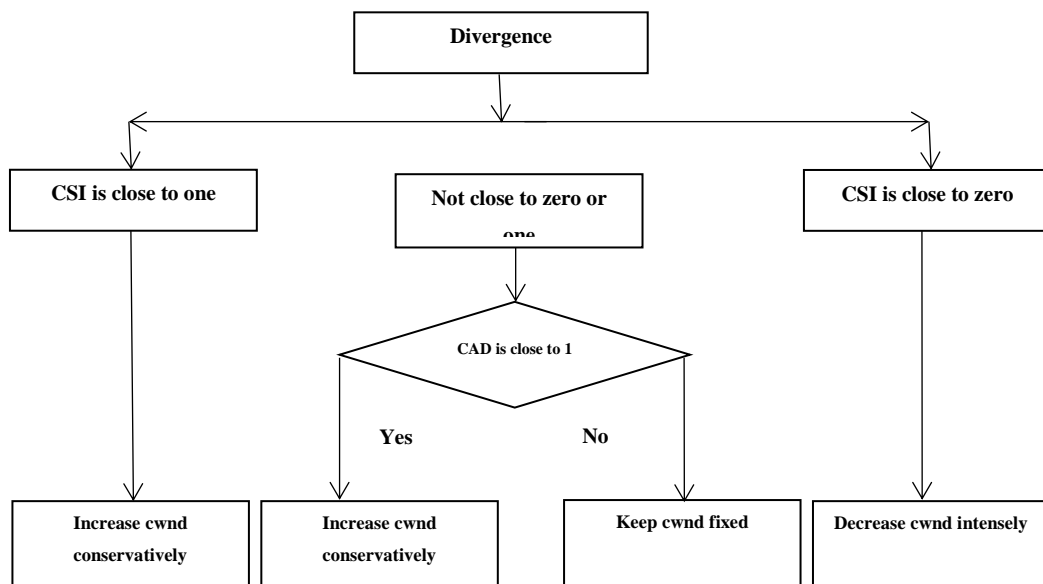 Divergence
CSI is close to one
Not close to zero or
one
CSI is close to zero
CAD is close to 1
Yes
No
Increase cwnd
conservatively
Increase cwnd
conservatively
Keep cwnd fixed
Decrease cwnd intensely